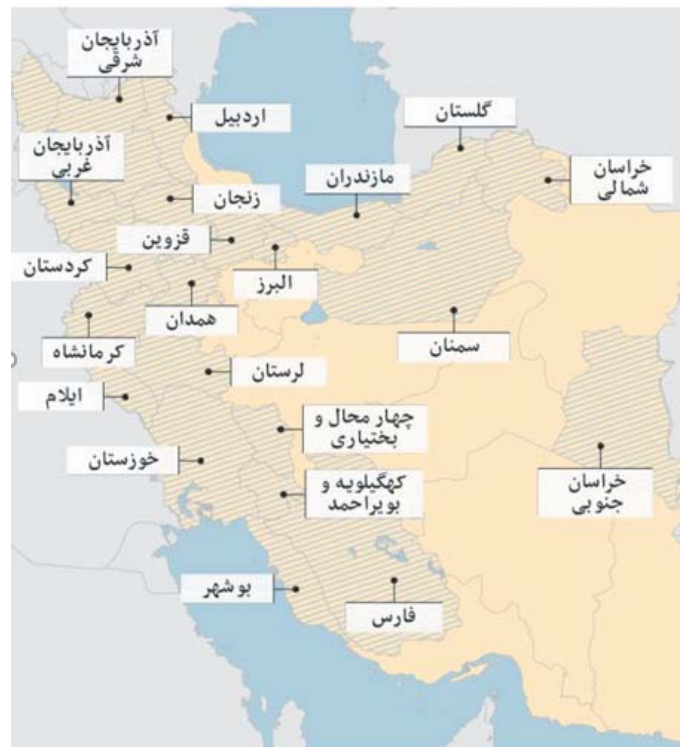 آذربایجان
شرقی
اردبیل
گلستان
آذربایجان
غربی
خراسان
شمالی
مازندران
زنجان
قزوین
کردستان
البرز
همدان
سمنان
کرمانشاه
لرستان
ایلام
چهار محال و
بختیاری
خوزستان
کهگیلویه و
بویراحمد
خراسان
جنوبی
بوشهر
فارس